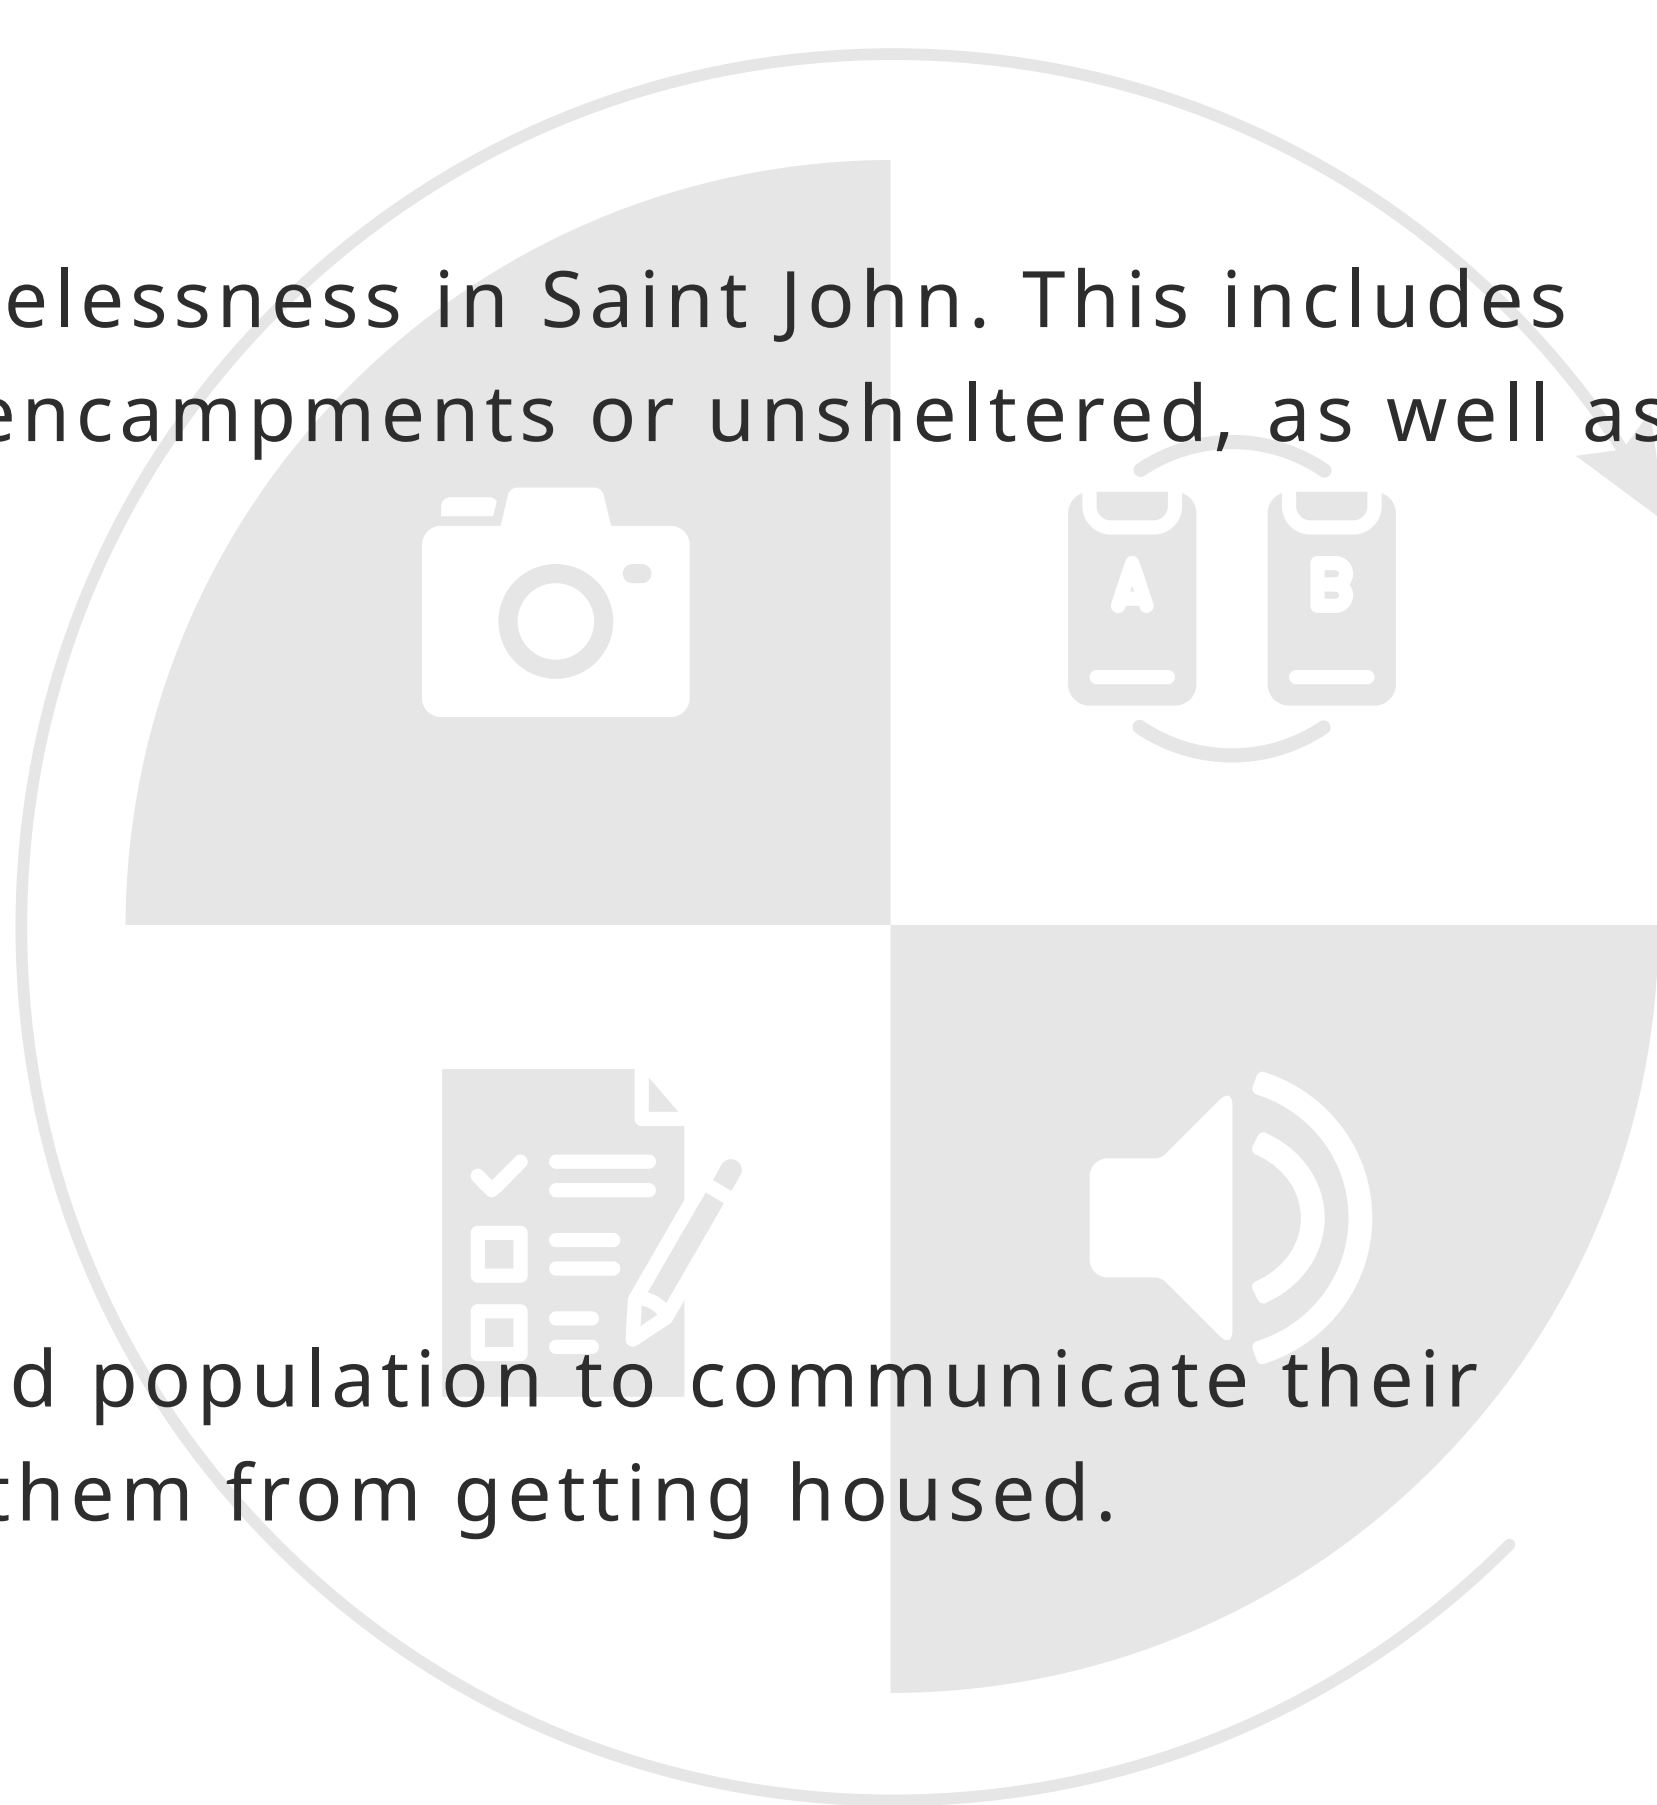 elessness in Saint John. This includes
encampments or unsheltered, as well as
A B
d population to communicate their
them from getting housed.